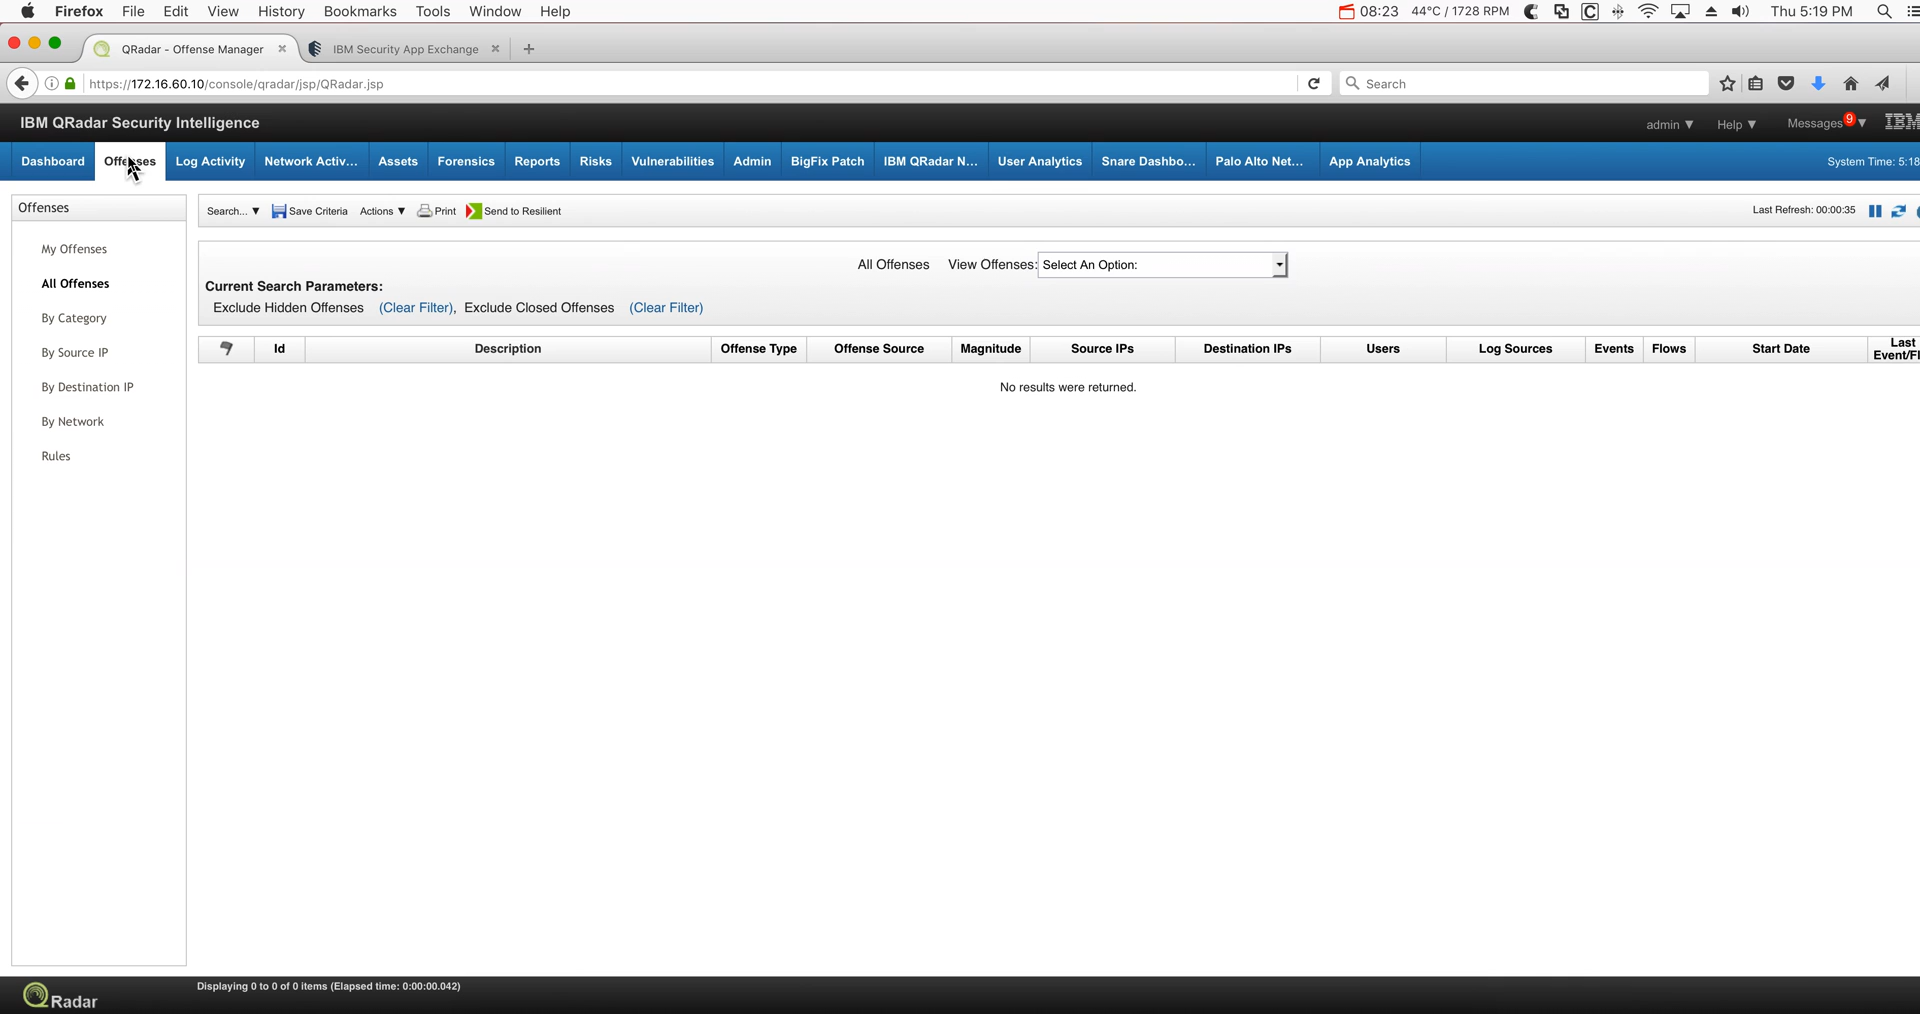 Firefox File Edit View History Bookmarks Tools Window Help 08:23 44°C / 1728 RPM Thu 5:19 PM
QRadar - Offense Manager IBM Security App Exchange
https://172.16.60.10/console/qradar/jsp/QRadar.jsp Search
IBM QRadar Security Intelligence admin ▼ Help ▼ Messages 9 ▼ IBM
Dashboard Offenses Log Activity Network Activ... Assets Forensics Reports Risks Vulnerabilities Admin BigFix Patch IBM QRadar N... User Analytics Snare Dashbo... Palo Alto Net... App Analytics System Time: 5:18
Offenses
My Offenses
All Offenses
By Category
By Source IP
By Destination IP
By Network
Rules
Search... ▼ Save Criteria Actions ▼ Print Send to Resilient Last Refresh: 00:00:35
All Offenses View Offenses: Select An Option:
Current Search Parameters:
Exclude Hidden Offenses (Clear Filter), Exclude Closed Offenses (Clear Filter)
Id Description Offense Type Offense Source Magnitude Source IPs Destination IPs Users Log Sources Events Flows Start Date Last
Event/Fl
No results were returned.
Displaying 0 to 0 of 0 items (Elapsed time: 0:00:00.042)
QRadar